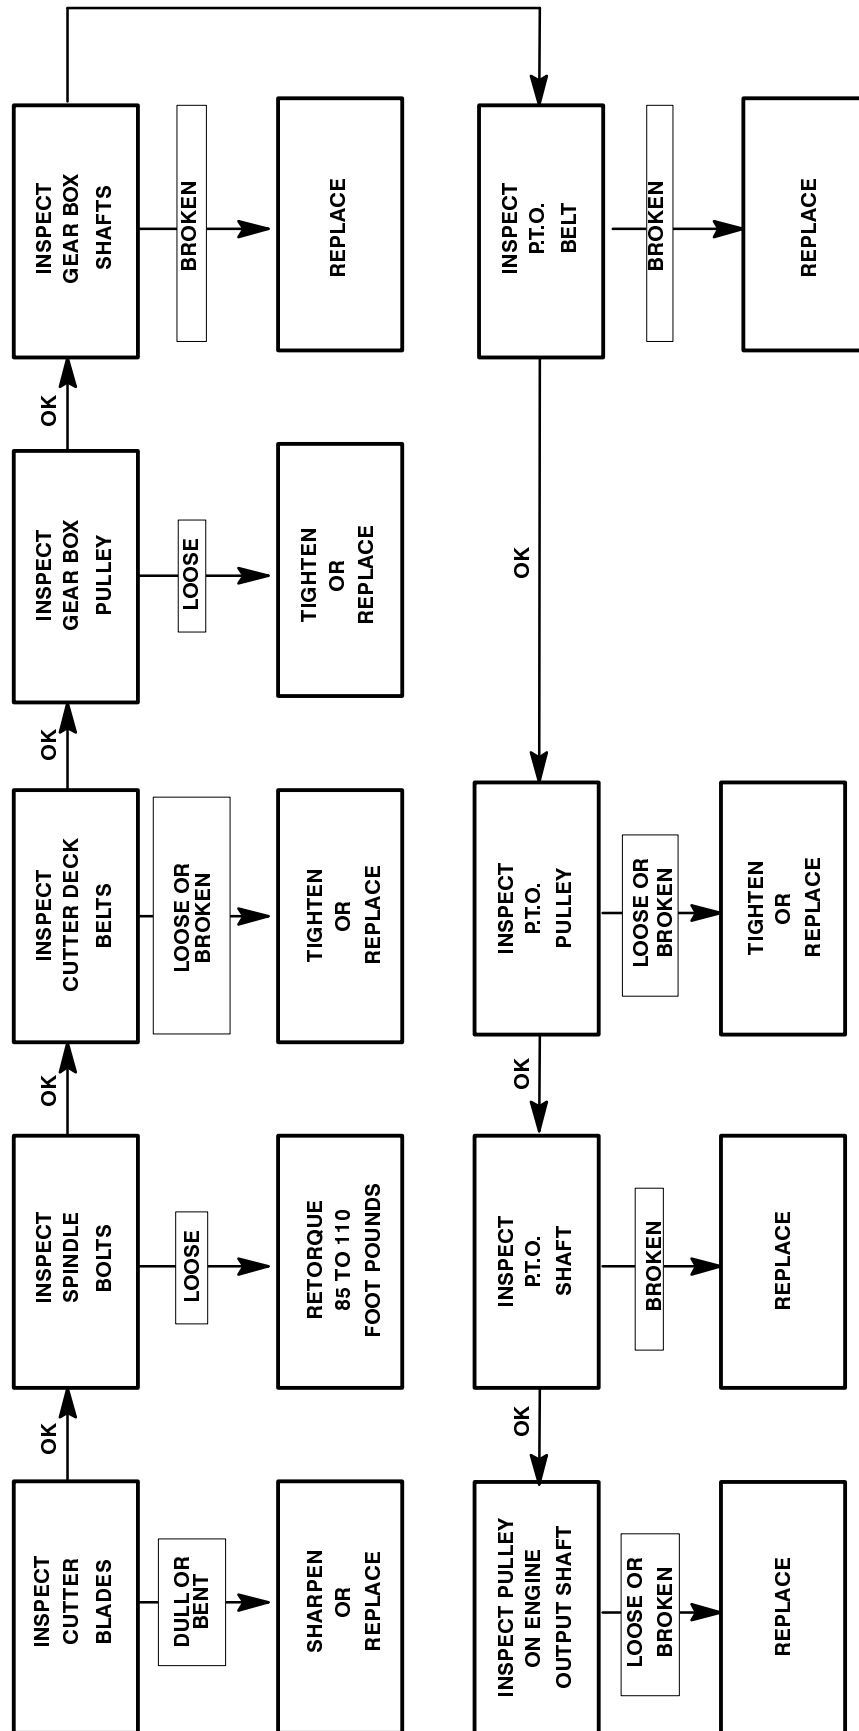 INSPECT
CUTTER
BLADES
DULL OR
BENT
SHARPEN
OR
REPLACE
OK
INSPECT
SPINDLE
BOLTS
LOOSE
RETORQUE
85 TO 110
FOOT POUNDS
OK
INSPECT
CUTTER DECK
BELTS
LOOSE OR
BROKEN
TIGHTEN
OR
REPLACE
OK
INSPECT
GEAR BOX
PULLEY
LOOSE
TIGHTEN
OR
REPLACE
OK
INSPECT
GEAR BOX
SHAFTS
BROKEN
REPLACE
INSPECT
P.T.O.
BELT
BROKEN
REPLACE
OK
INSPECT
P.T.O.
PULLEY
LOOSE OR
BROKEN
TIGHTEN
OR
REPLACE
OK
INSPECT
P.T.O.
SHAFT
BROKEN
REPLACE
OK
INSPECT PULLEY
ON ENGINE
OUTPUT SHAFT
LOOSE OR
BROKEN
REPLACE